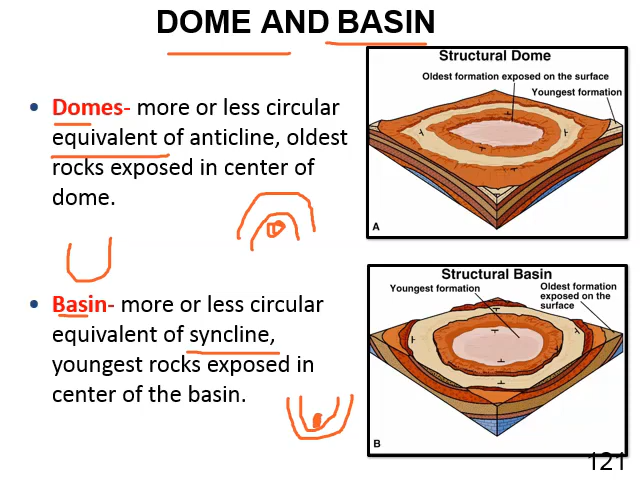 DOME AND BASIN
• Domes- more or less circular
equivalent of anticline, oldest
rocks exposed in center of
dome.
Structural Dome
Oldest formation exposed on the surface
Youngest formation
A
• Basin- more or less circular
equivalent of syncline,
youngest rocks exposed in
center of the basin.
Structural Basin
Youngest formation
Oldest formation
exposed on the
surface
B
121